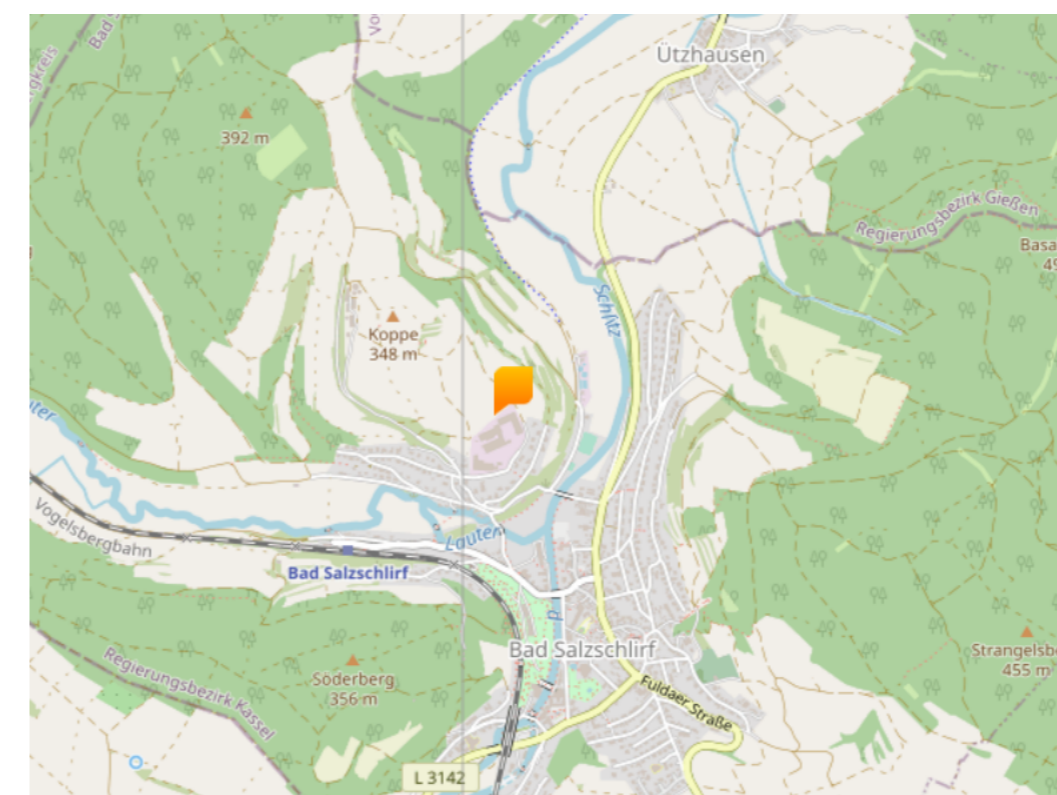 Ützhausen
392 m
Regierungsbezirk Gießen
Schlitz
Koppe
348 m
Vogelsbergbahn
Lauter
Bad Salzschlirf
Bad Salzschlirf
Söderberg
356 m
Regierungsbezirk Kassel
Strangelsb
455 m
Fuldaer Straße
L 3142